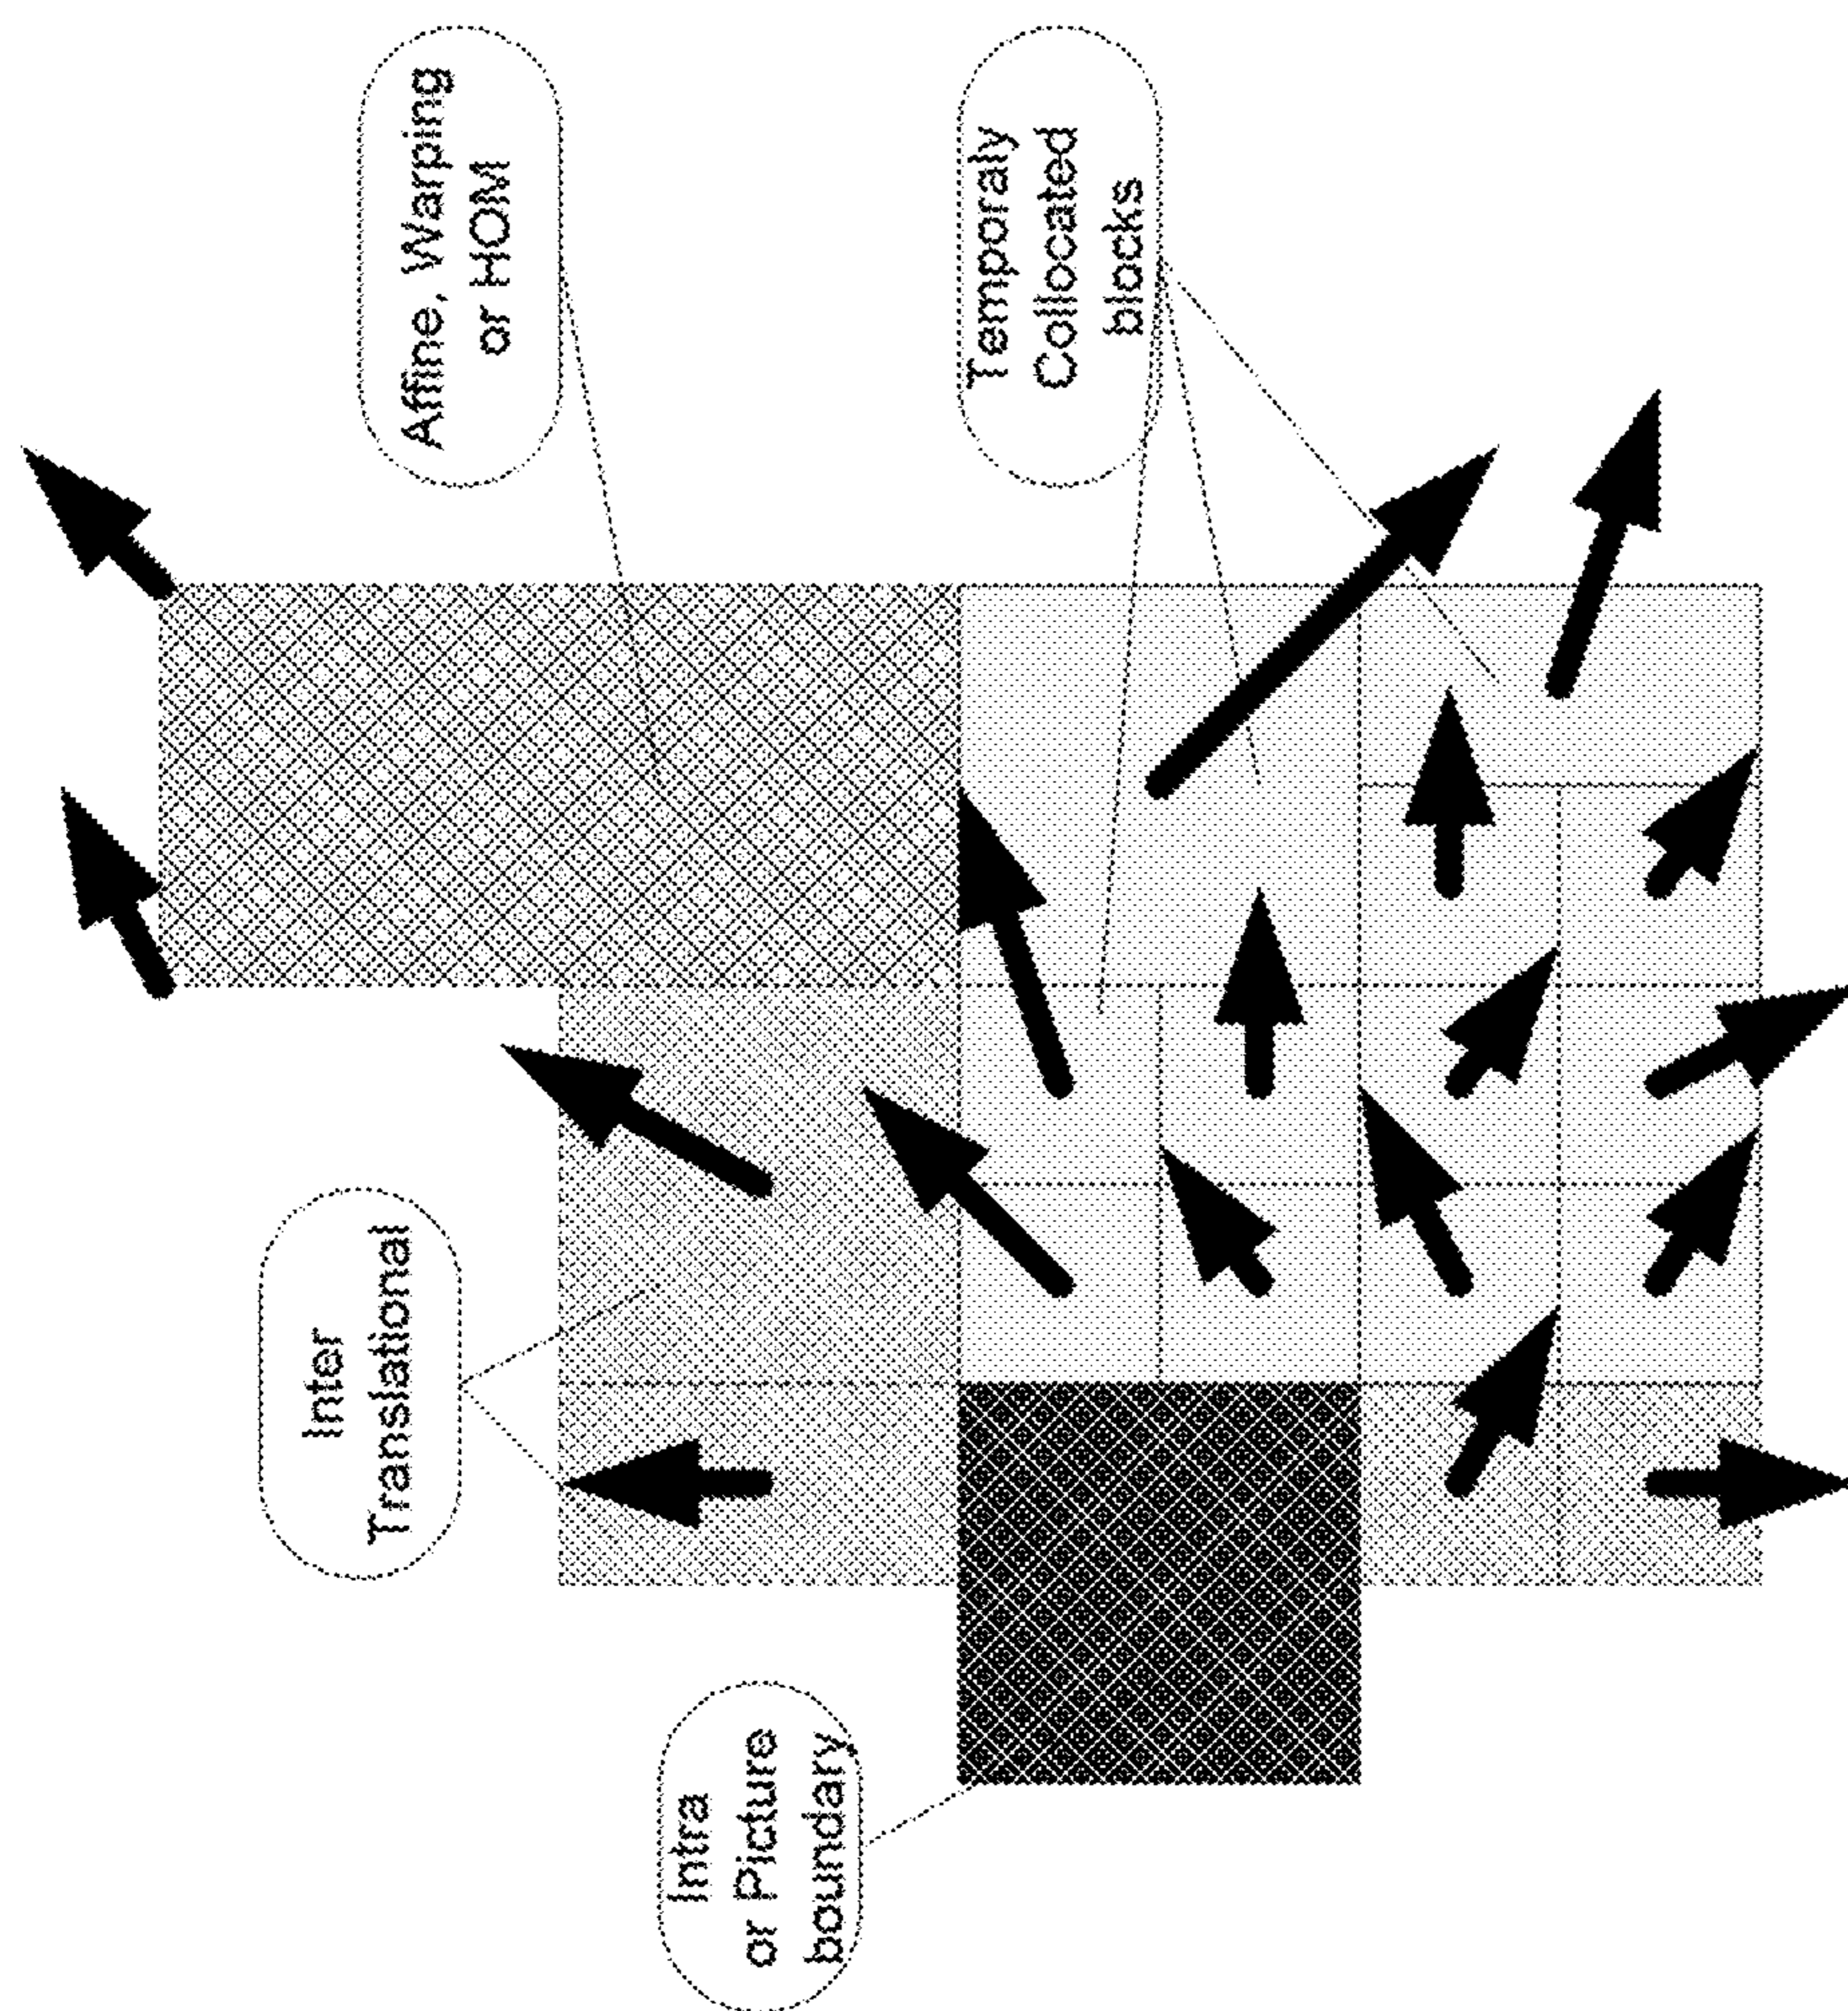 Intra
or Picture
boundary
Inter
Translational
Affine, Warping
or HOM
Temporaly
Collocated
blocks